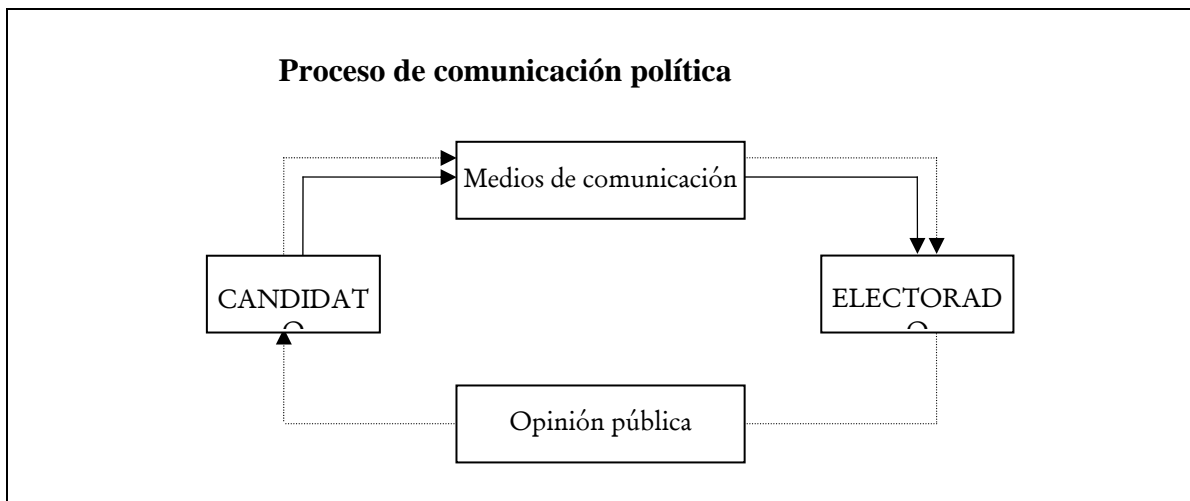 Proceso de comunicación política
Medios de comunicación
CANDIDAT
O
ELECTORAD
O
Opinión pública